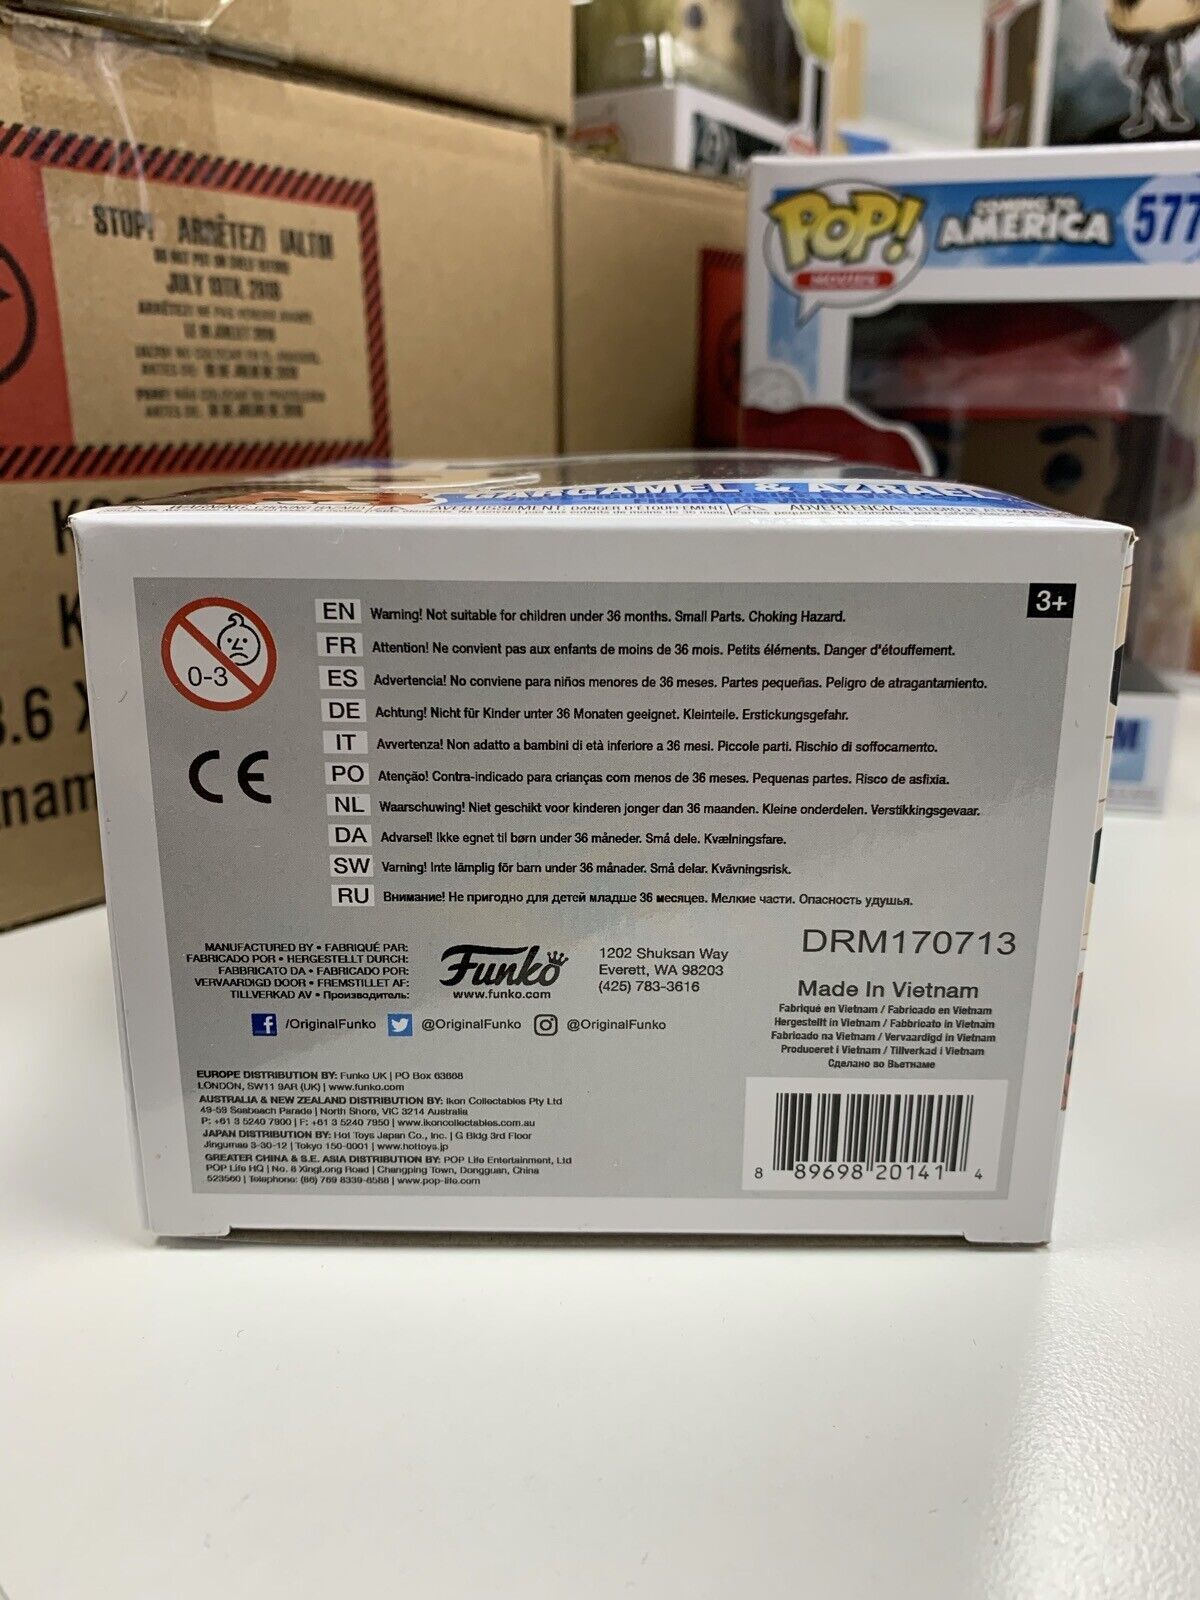 STOP! ARRÊTEZ! ¡ALTO!
JULY 18TH, 2018
POP!
MOVIES
COMING TO
AMERICA
577
GARGAMEL & AZRAEL
3+
0-3
CE
EN Warning! Not suitable for children under 36 months. Small Parts. Choking Hazard.
FR Attention! Ne convient pas aux enfants de moins de 36 mois. Petits éléments. Danger d'étouffement.
ES Advertencia! No conviene para niños menores de 36 meses. Partes pequeñas. Peligro de atragantamiento.
DE Achtung! Nicht für Kinder unter 36 Monaten geeignet. Kleinteile. Erstickungsgefahr.
IT Avvertenza! Non adatto a bambini di età inferiore a 36 mesi. Piccole parti. Rischio di soffocamento.
PO Atenção! Contra-indicado para crianças com menos de 36 meses. Pequenas partes. Risco de asfixia.
NL Waarschuwing! Niet geschikt voor kinderen jonger dan 36 maanden. Kleine onderdelen. Verstikkingsgevaar.
DA Advarsel! Ikke egnet til børn under 36 måneder. Små dele. Kvælningsfare.
SW Varning! Inte lämplig för barn under 36 månader. Små delar. Kvävningsrisk.
RU Внимание! Не пригодно для детей младше 36 месяцев. Мелкие части. Опасность удушья.
MANUFACTURED BY • FABRIQUÉ PAR:
FABRICADO POR • HERGESTELLT DURCH:
FABBRICATO DA • FABRICADO POR:
VERVAARDIGD DOOR • FREMSTILLET AF:
TILLVERKAD AV • Производитель:
Funko
www.funko.com
1202 Shuksan Way
Everett, WA 98203
(425) 783-3616
/OriginalFunko @OriginalFunko @OriginalFunko
DRM170713
Made In Vietnam
Fabriqué en Vietnam / Fabricado en Vietnam
Hergestellt in Vietnam / Fabbricato in Vietnam
Fabricado na Vietnam / Vervaardigd in Vietnam
Produceret i Vietnam / Tillverkad i Vietnam
Сделано во Вьетнаме
EUROPE DISTRIBUTION BY: Funko UK | PO Box 63668
LONDON, SW11 9AR (UK) | www.funko.com
AUSTRALIA & NEW ZEALAND DISTRIBUTION BY: Ikon Collectables Pty Ltd
49-59 Seabeach Parade | North Shore, VIC 3214 Australia
P: +61 3 5240 7900 | F: +61 3 5240 7950 | www.ikoncollectables.com.au
JAPAN DISTRIBUTION BY: Hot Toys Japan Co., Inc. | G Bldg 3rd Floor
Jingumae 3-30-12 | Tokyo 150-0001 | www.hottoys.jp
GREATER CHINA & S.E. ASIA DISTRIBUTION BY: POP Life Entertainment, Ltd
POP Life HQ | No. 8 XingLong Road | Changping Town, Dongguan, China
523560 | Telephone: (86) 769 8339-6588 | www.pop-life.com
8 89698 20141 4